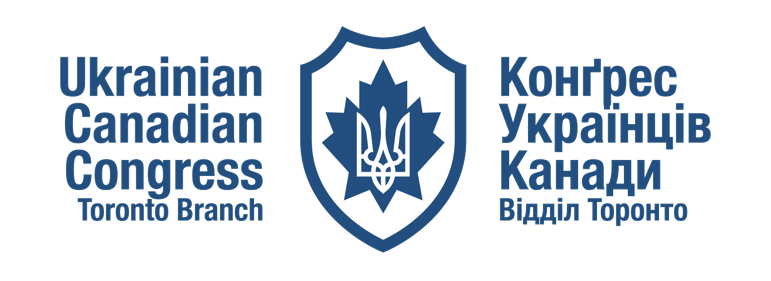 Ukrainian
Canadian
Congress
Toronto Branch
Конґрес
Українців
Канади
Відділ Торонто